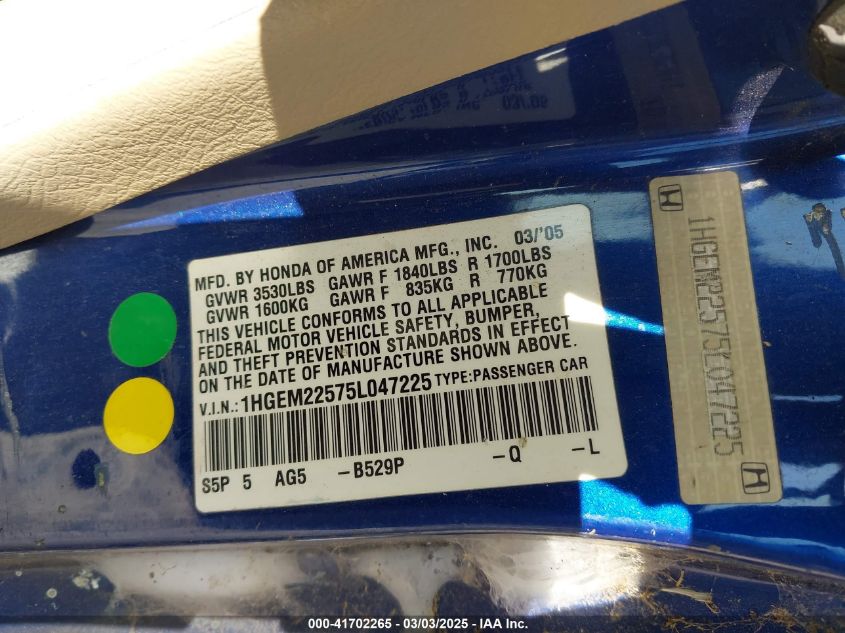 MFD. BY HONDA OF AMERICA MFG., INC. 03/'05
GVWR 3530LBS GAWR F 1840LBS R 1700LBS
GVWR 1600KG GAWR F 835KG R 770KG
THIS VEHICLE CONFORMS TO ALL APPLICABLE
FEDERAL MOTOR VEHICLE SAFETY, BUMPER,
AND THEFT PREVENTION STANDARDS IN EFFECT
ON THE DATE OF MANUFACTURE SHOWN ABOVE.
V.I.N.: 1HGEM22575L047225 TYPE:PASSENGER CAR
S5P 5 AG5 -B529P -Q -L
1HGEM22575L047225
000-41702265 - 03/03/2025 - IAA Inc.